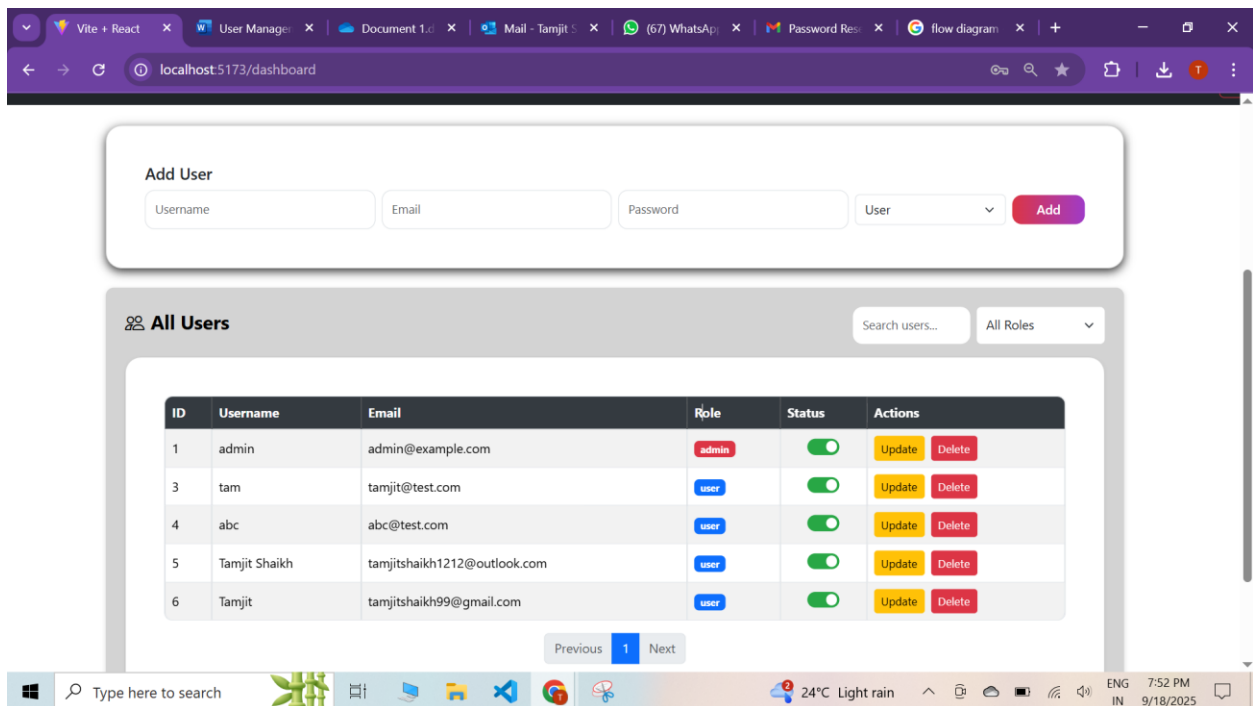 Vite + React
User Manager
Document 1.d
Mail - Tamjit S
(67) WhatsApp
Password Rese
flow diagram
localhost:5173/dashboard
T
Add User
Username Email Password User Add
All Users Search users... All Roles
ID Username Email Role Status Actions
1 admin admin@example.com admin Update Delete
3 tam tamjit@test.com user Update Delete
4 abc abc@test.com user Update Delete
5 Tamjit Shaikh tamjitshaikh1212@outlook.com user Update Delete
6 Tamjit tamjitshaikh99@gmail.com user Update Delete
Previous 1 Next
Type here to search
2
24°C Light rain
ENG
IN
7:52 PM
9/18/2025